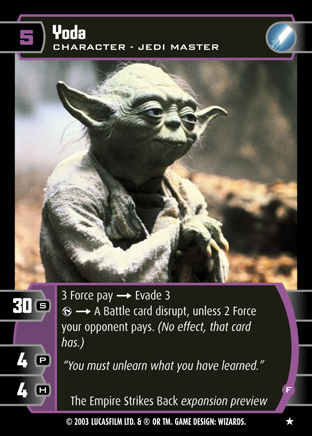 5
Yoda
CHARACTER - JEDI MASTER
30 S
3 Force pay → Evade 3
→ A Battle card disrupt, unless 2 Force
your opponent pays. (No effect, that card
has.)
4 P
“You must unlearn what you have learned.”
4 H
F
The Empire Strikes Back expansion preview
© 2003 LUCASFILM LTD. & ® OR TM. GAME DESIGN: WIZARDS.